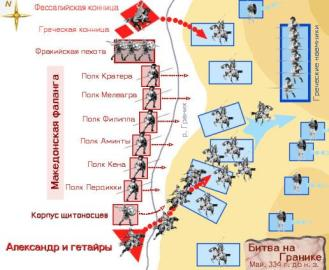 N
Фессалийская конница
Греческая конница
Фракийская пехота
Македонская фаланга
Полк Кратера
Полк Мелеагра
Полк Филиппа
Полк Аминты
Полк Кена
Полк Пердикки
Корпус щитоносцев
Александр и гетайры
р. Граник
Греческие наемники
Битва на
Гранике
Май, 334 г. до н. э.